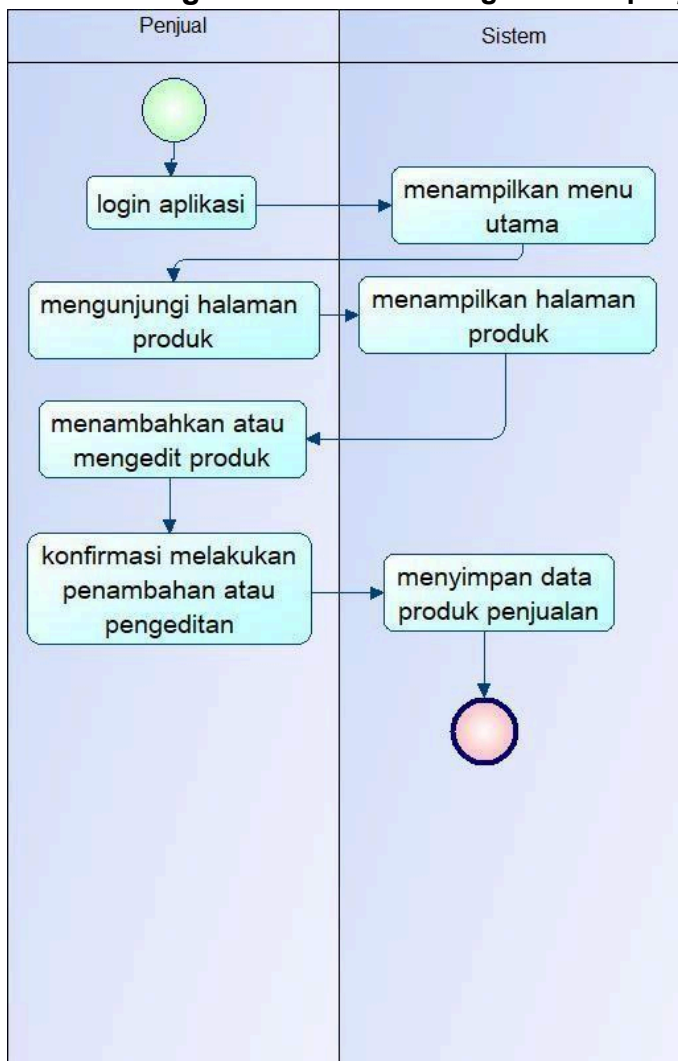 Penjual
Sistem
login aplikasi
menampilkan menu
utama
mengunjungi halaman
produk
menampilkan halaman
produk
menambahkan atau
mengedit produk
konfirmasi melakukan
penambahan atau
pengeditan
menyimpan data
produk penjualan